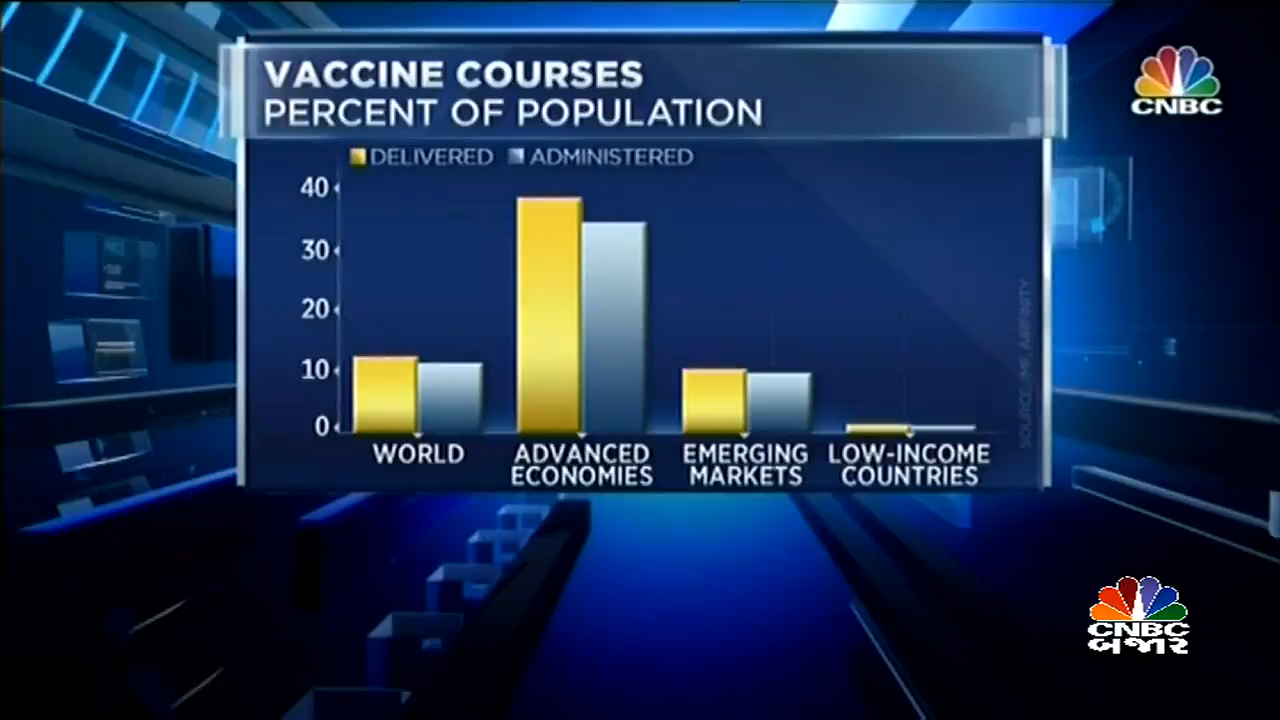 VACCINE COURSES
PERCENT OF POPULATION
CNBC
DELIVERED ADMINISTERED
40
30
20
10
0
WORLD
ADVANCED
ECONOMIES
EMERGING
MARKETS
LOW-INCOME
COUNTRIES
CNBC
બજાર